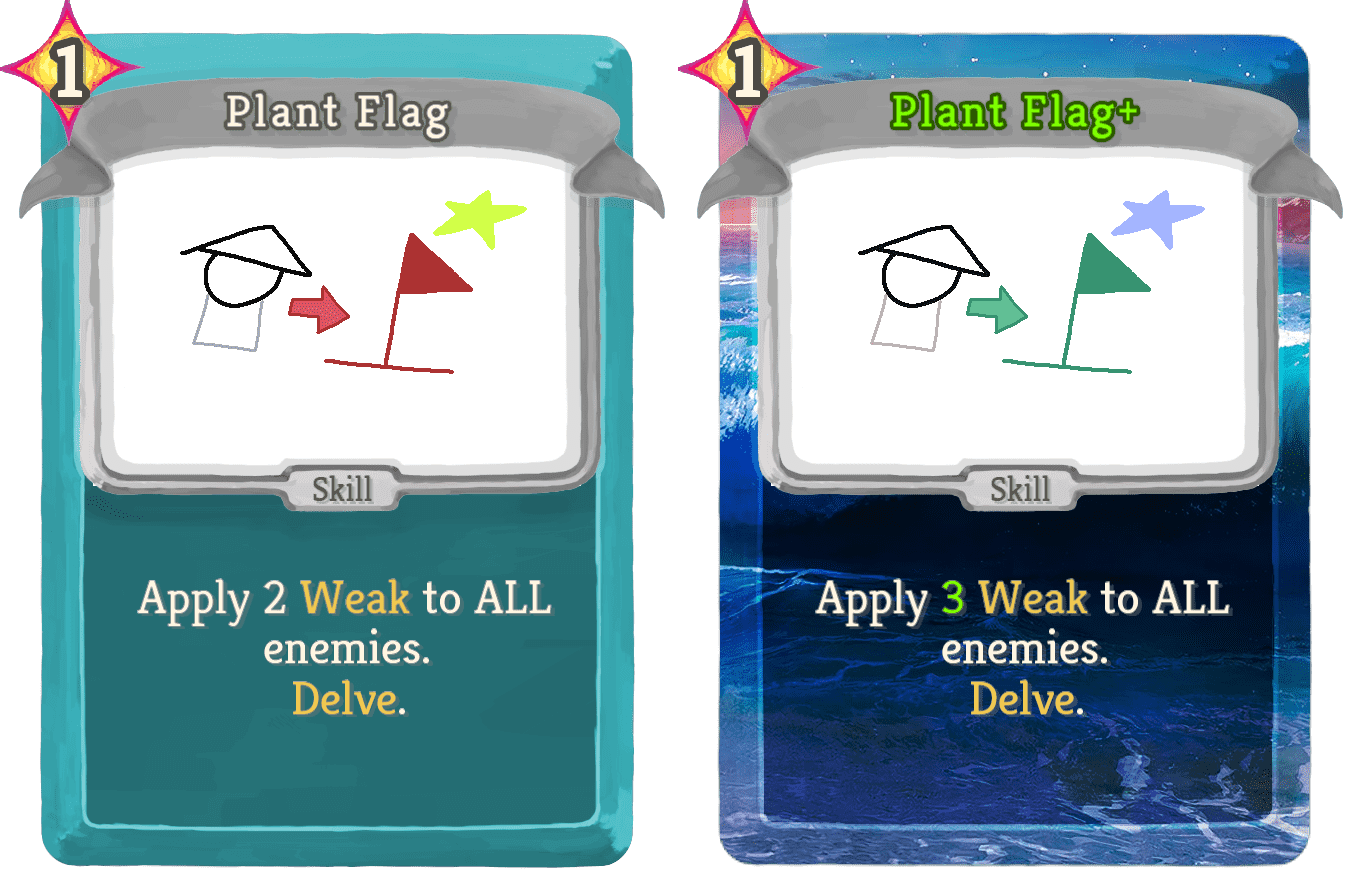 1
Plant Flag
Skill
Apply 2 Weak to ALL
enemies.
Delve.
1
Plant Flag+
Skill
Apply 3 Weak to ALL
enemies.
Delve.